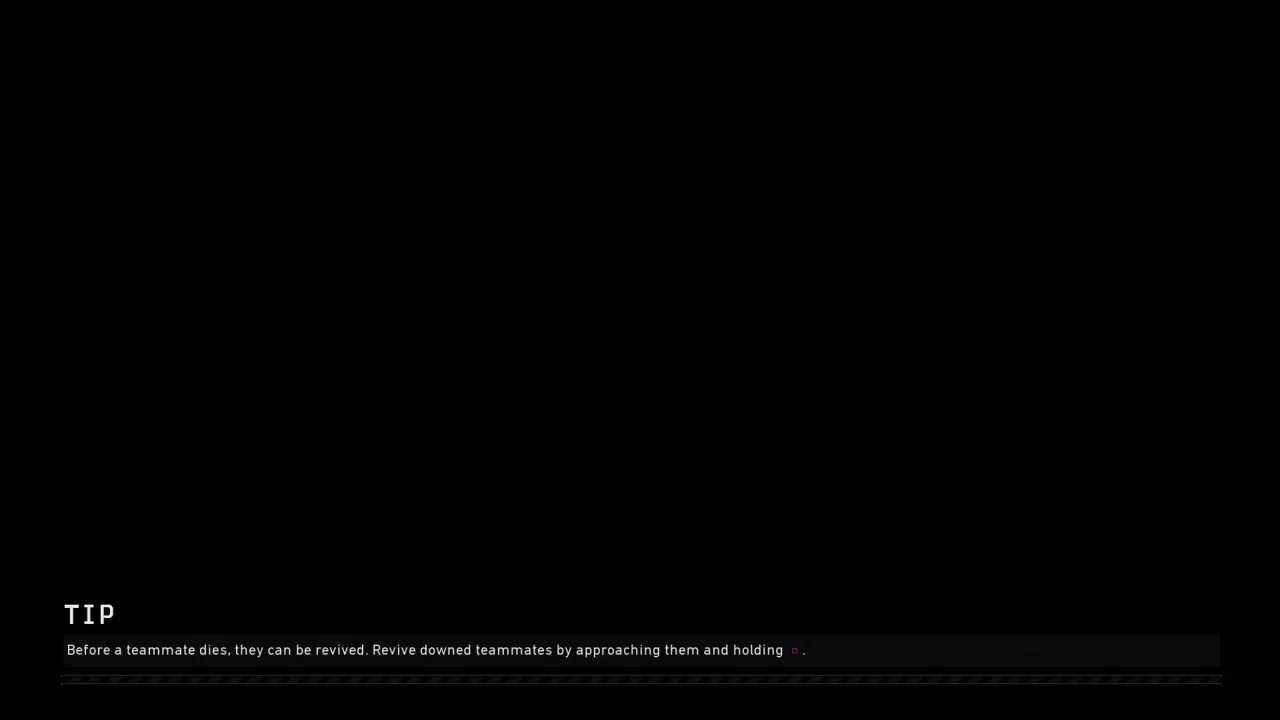 TIP
Before a teammate dies, they can be revived. Revive downed teammates by approaching them and holding □ .